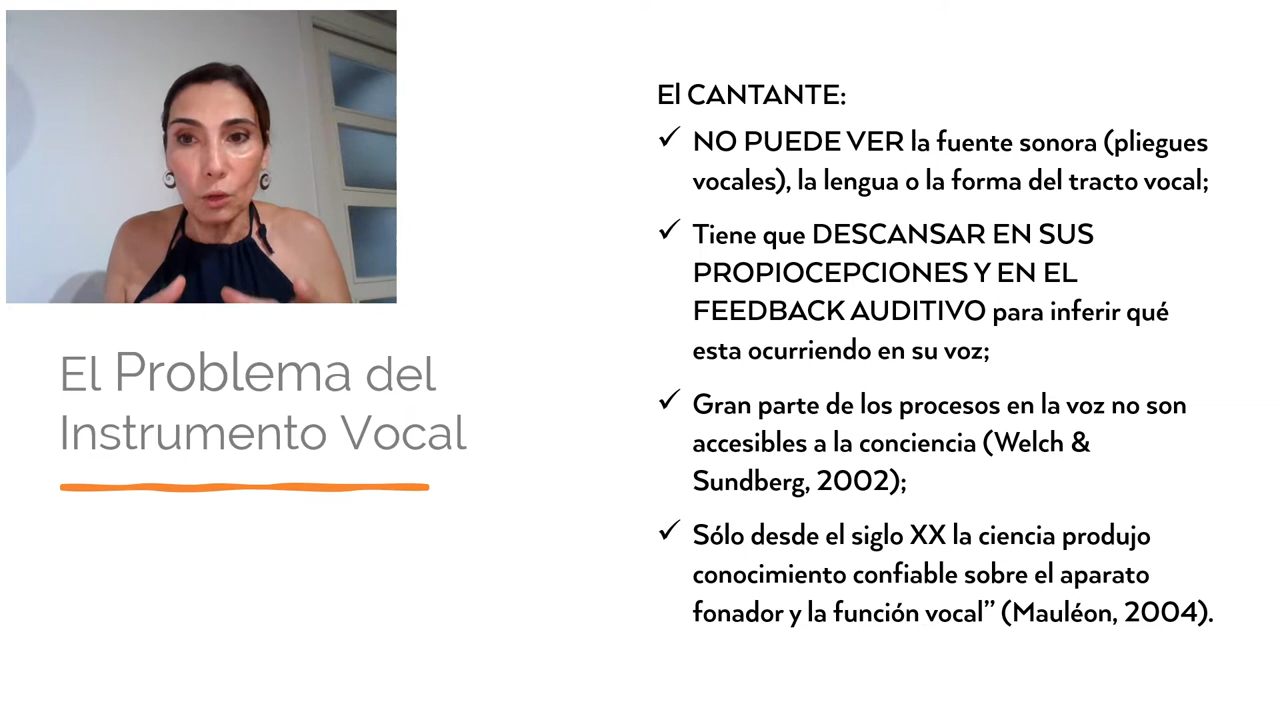 El Problema del
Instrumento Vocal
El CANTANTE:
✓ NO PUEDE VER la fuente sonora (pliegues
vocales), la lengua o la forma del tracto vocal;
✓ Tiene que DESCANSAR EN SUS
PROPIOCEPCIONES Y EN EL
FEEDBACK AUDITIVO para inferir qué
esta ocurriendo en su voz;
✓ Gran parte de los procesos en la voz no son
accesibles a la conciencia (Welch &
Sundberg, 2002);
✓ Sólo desde el siglo XX la ciencia produjo
conocimiento confiable sobre el aparato
fonador y la función vocal” (Mauléon, 2004).